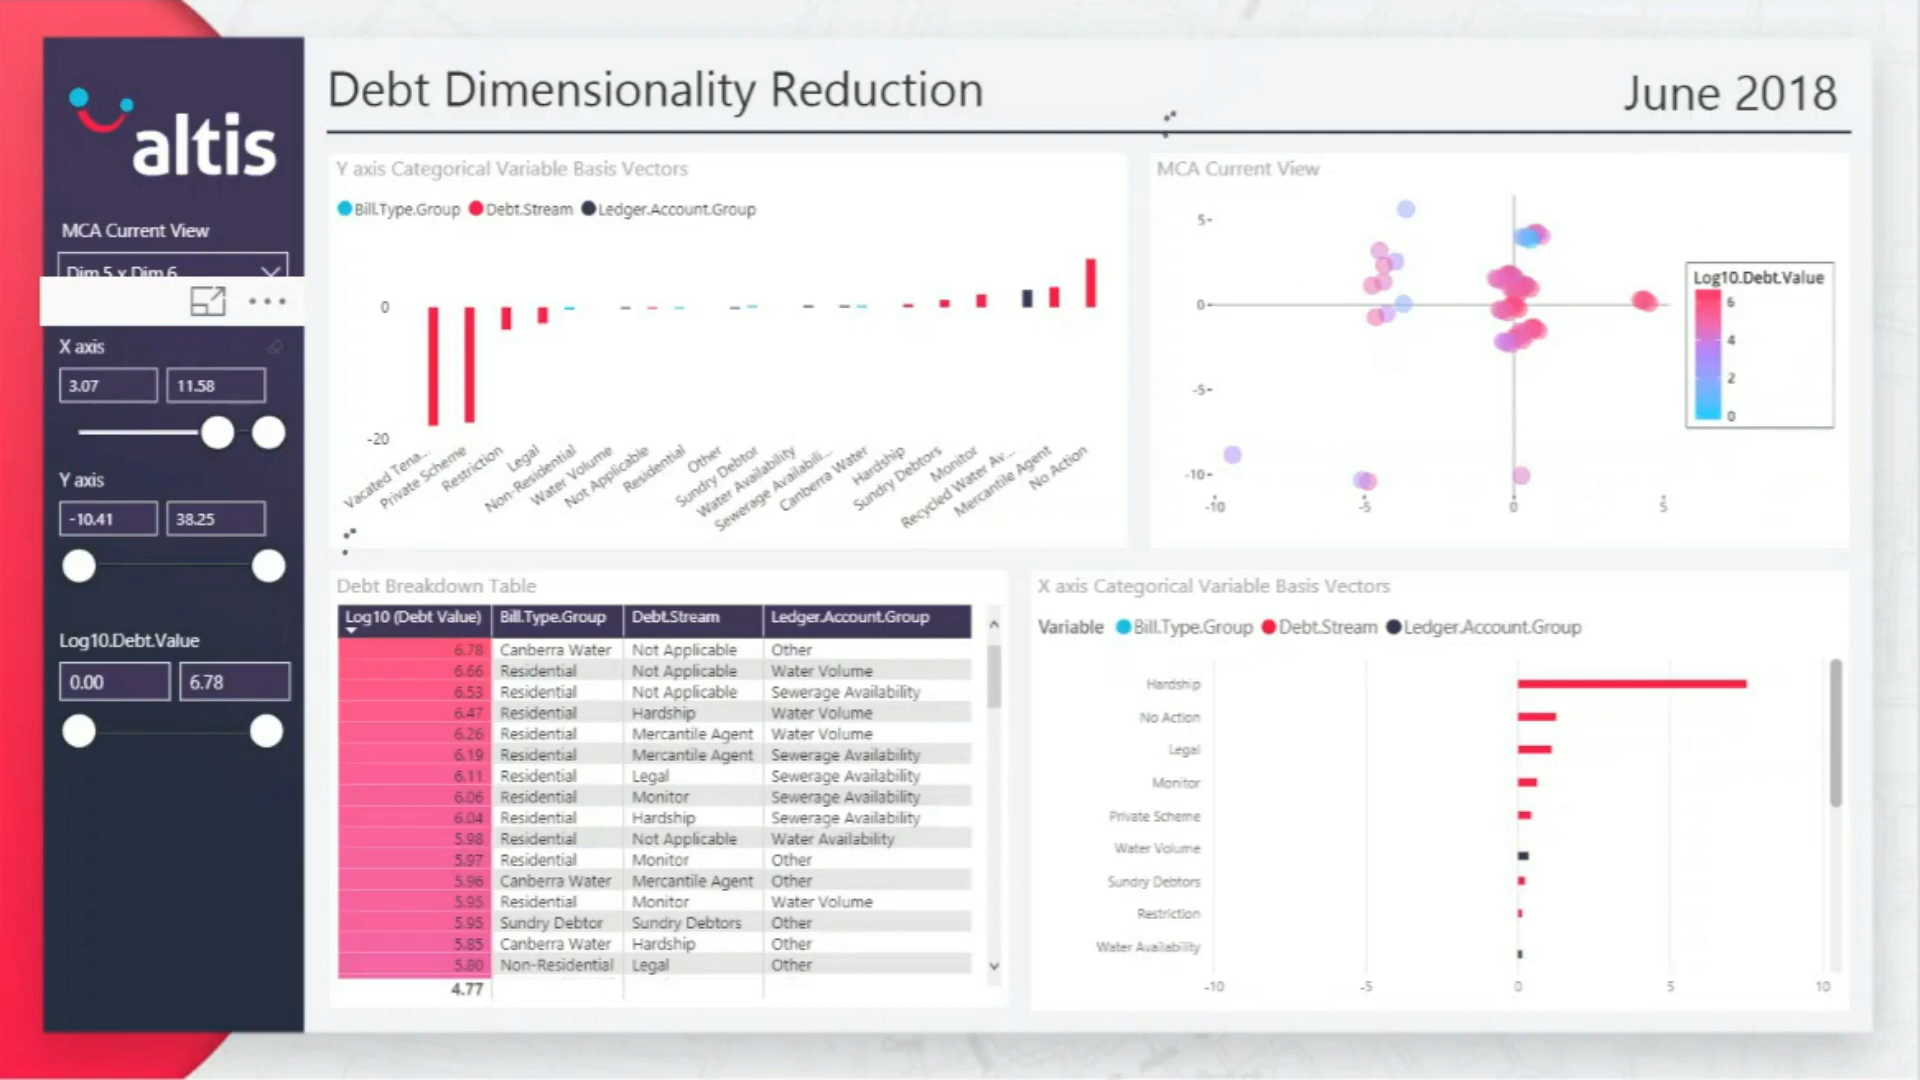 altis
MCA Current View
Dim 5 x Dim 6
X axis
3.07 11.58
Y axis
-10.41 38.25
Log10.Debt.Value
0.00 6.78
Debt Dimensionality Reduction June 2018
Y axis Categorical Variable Basis Vectors
Bill.Type.Group Debt.Stream Ledger.Account.Group
0
-20
Vacated Tena...
Private Scheme
Restriction
Legal
Non-Residential
Water Volume
Not Applicable
Residential
Other
Sundry Debtor
Water Availability
Sewerage Availabili...
Canberra Water
Hardship
Sundry Debtors
Monitor
Recycled Water Av...
Mercantile Agent
No Action
MCA Current View
5
0
-5
-10
-10 -5 0 5
Log10.Debt.Value
6
4
2
0
Debt Breakdown Table
Log10 (Debt Value) Bill.Type.Group Debt.Stream Ledger.Account.Group
6.78 Canberra Water Not Applicable Other
6.66 Residential Not Applicable Water Volume
6.53 Residential Not Applicable Sewerage Availability
6.47 Residential Hardship Water Volume
6.26 Residential Mercantile Agent Water Volume
6.19 Residential Mercantile Agent Sewerage Availability
6.11 Residential Legal Sewerage Availability
6.06 Residential Monitor Sewerage Availability
6.04 Residential Hardship Sewerage Availability
5.98 Residential Not Applicable Water Availability
5.97 Residential Monitor Other
5.96 Canberra Water Mercantile Agent Other
5.95 Residential Monitor Water Volume
5.95 Sundry Debtor Sundry Debtors Other
5.85 Canberra Water Hardship Other
5.80 Non-Residential Legal Other
4.77
X axis Categorical Variable Basis Vectors
Variable Bill.Type.Group Debt.Stream Ledger.Account.Group
Hardship
No Action
Legal
Monitor
Private Scheme
Water Volume
Sundry Debtors
Restriction
Water Availability
-10 -5 0 5 10